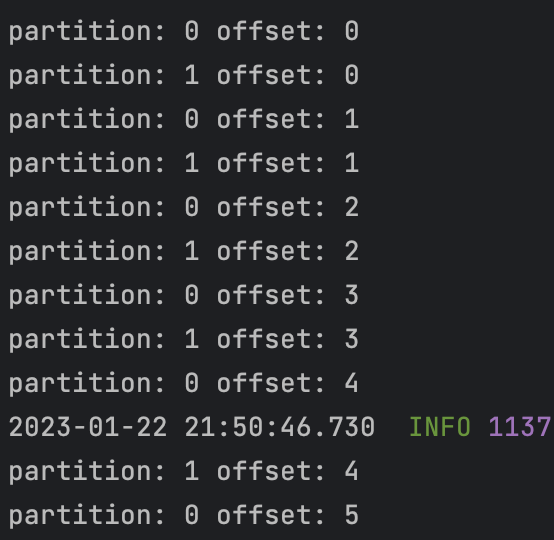 partition: 0 offset: 0
partition: 1 offset: 0
partition: 0 offset: 1
partition: 1 offset: 1
partition: 0 offset: 2
partition: 1 offset: 2
partition: 0 offset: 3
partition: 1 offset: 3
partition: 0 offset: 4
2023-01-22 21:50:46.730  INFO 1137
partition: 1 offset: 4
partition: 0 offset: 5